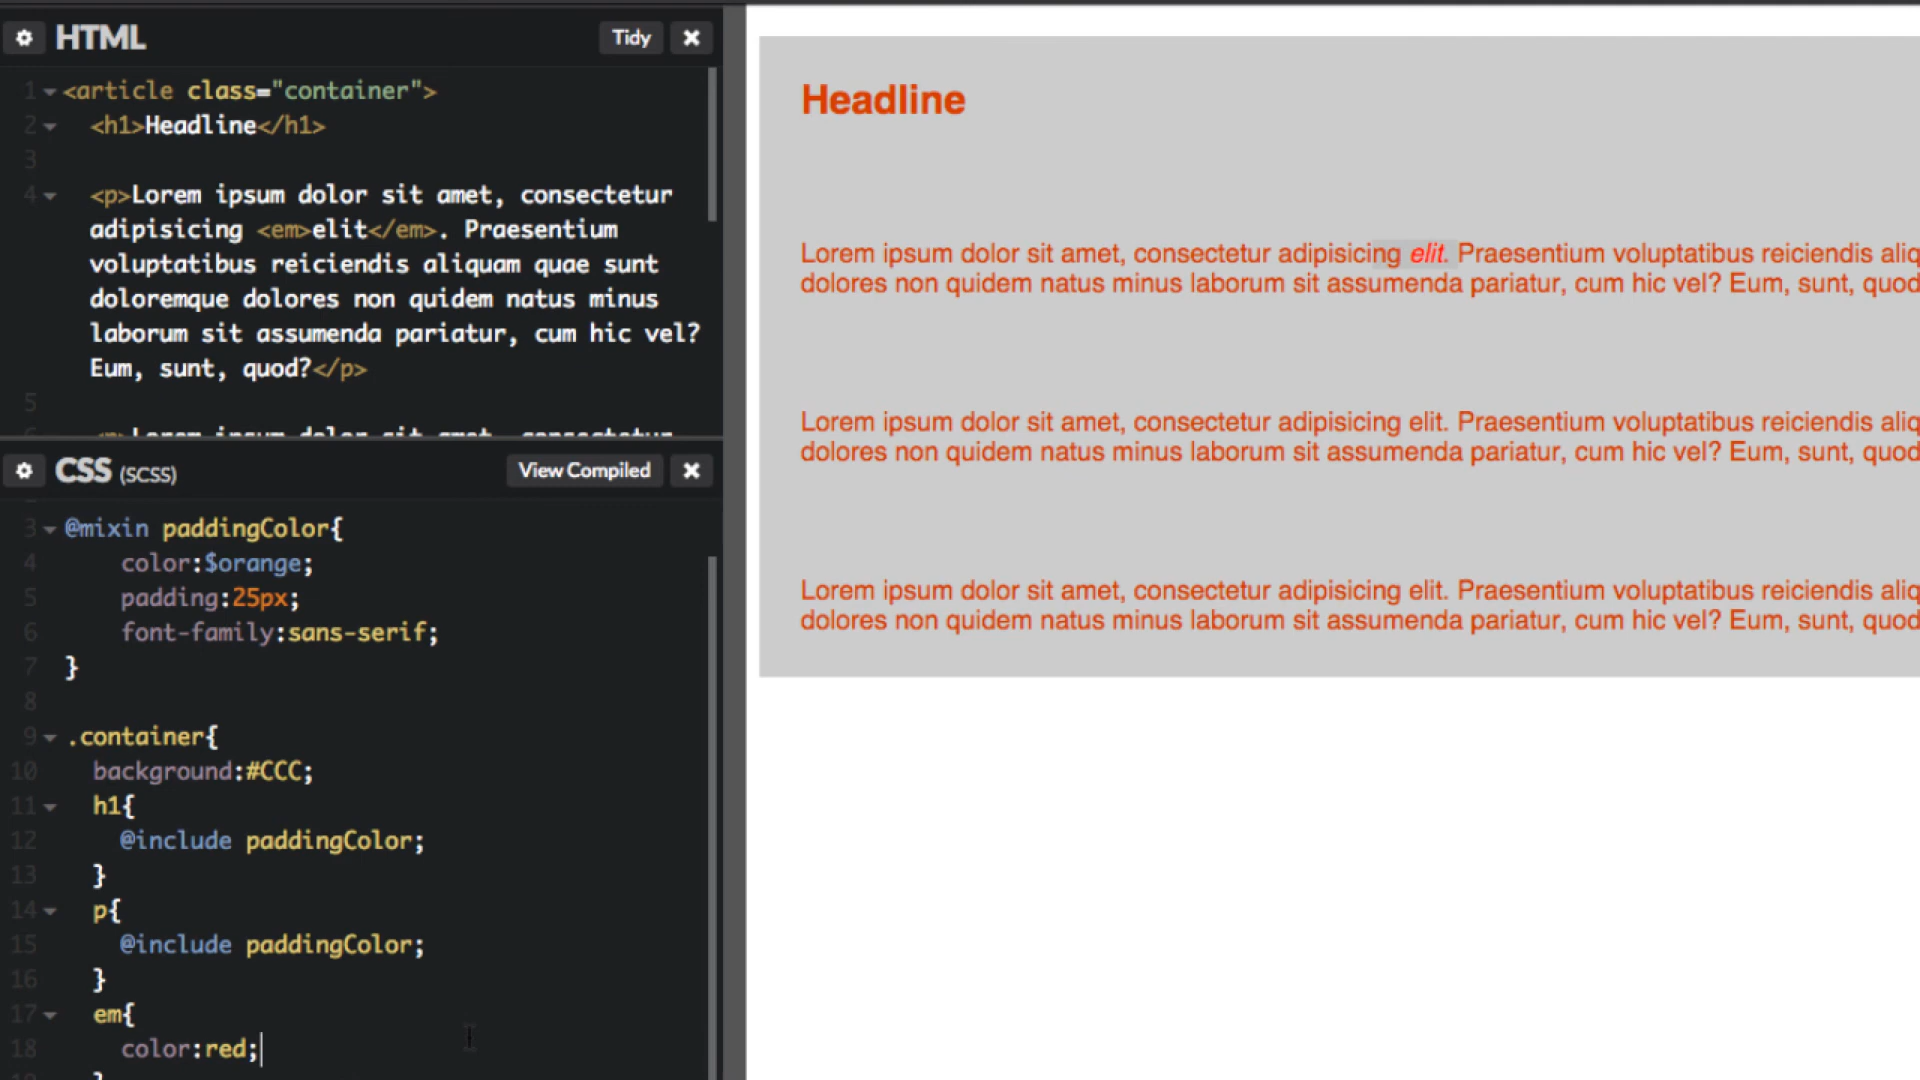 HTML
Tidy
1 <article class="container">
2 <h1>Headline</h1>
3
4 <p>Lorem ipsum dolor sit amet, consectetur
adipisicing <em>elit</em>. Praesentium
voluptatibus reiciendis aliquam quae sunt
doloremque dolores non quidem natus minus
laborum sit assumenda pariatur, cum hic vel?
Eum, sunt, quod?</p>
5
<p>Lorem ipsum dolor sit amet, consectetur
CSS (SCSS)
View Compiled
3 @mixin paddingColor{
4 color:$orange;
5 padding:25px;
6 font-family:sans-serif;
7 }
8
9 .container{
10 background:#CCC;
11 h1{
12 @include paddingColor;
13 }
14 p{
15 @include paddingColor;
16 }
17 em{
18 color:red;
}
Headline
Lorem ipsum dolor sit amet, consectetur adipisicing elit. Praesentium voluptatibus reiciendis aliq
dolores non quidem natus minus laborum sit assumenda pariatur, cum hic vel? Eum, sunt, quod
Lorem ipsum dolor sit amet, consectetur adipisicing elit. Praesentium voluptatibus reiciendis aliq
dolores non quidem natus minus laborum sit assumenda pariatur, cum hic vel? Eum, sunt, quod
Lorem ipsum dolor sit amet, consectetur adipisicing elit. Praesentium voluptatibus reiciendis aliq
dolores non quidem natus minus laborum sit assumenda pariatur, cum hic vel? Eum, sunt, quod